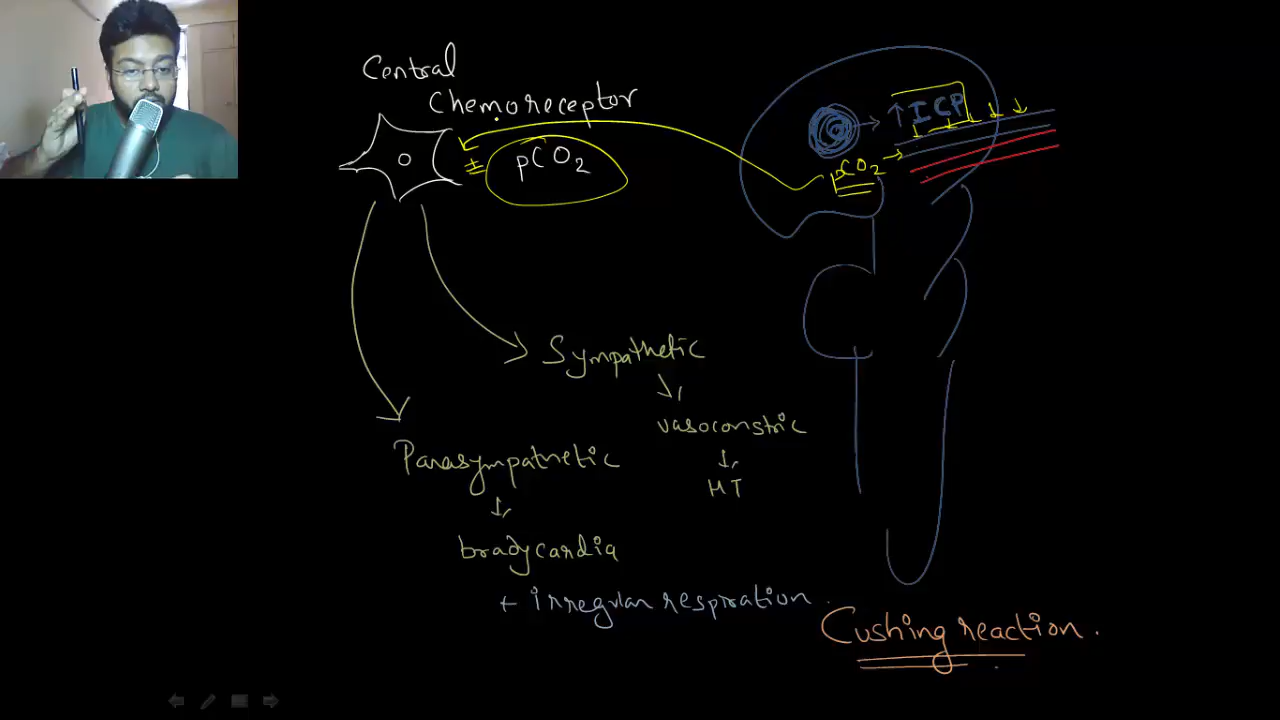 Central
Chemoreceptor
± pCO₂
↑ ICP
pCO₂ →
Sympathetic
vasoconstric
HT
Parasympathetic
bradycardia
+ irregular respiration.
Cushing reaction.